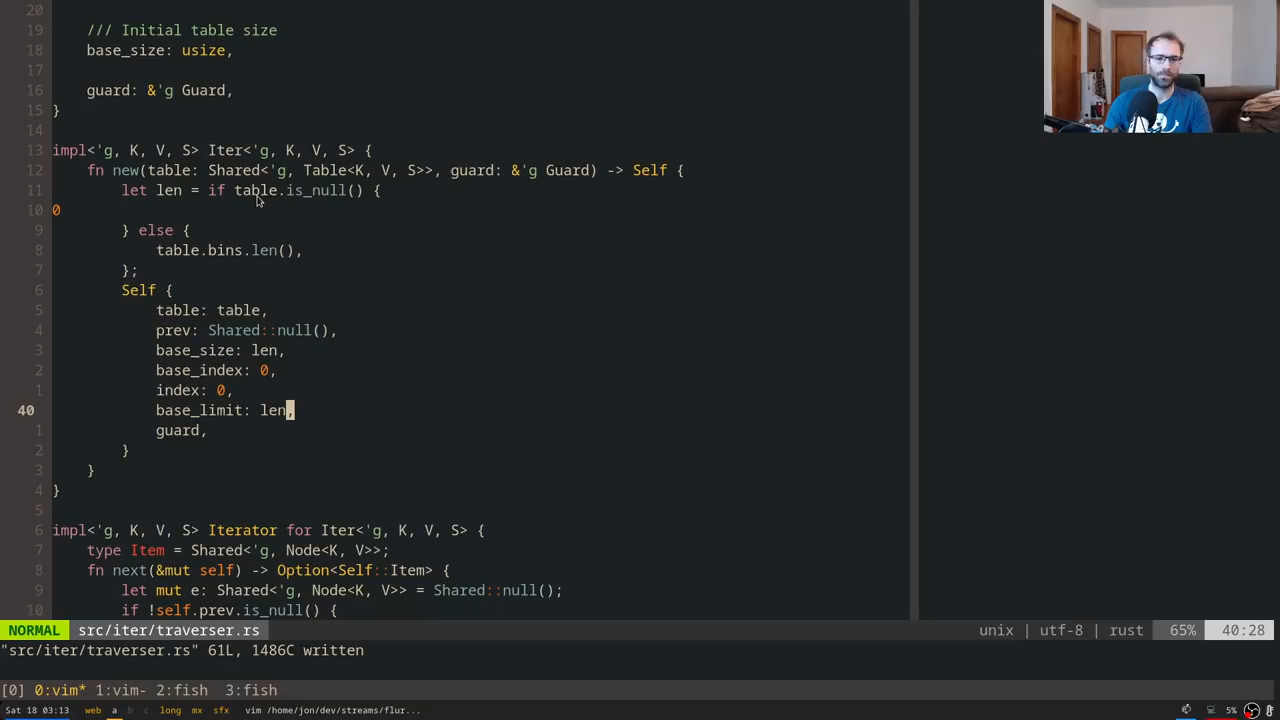 20
19     /// Initial table size
18     base_size: usize,
17
16     guard: &'g Guard,
15 }
14
13 impl<'g, K, V, S> Iter<'g, K, V, S> {
12     fn new(table: Shared<'g, Table<K, V, S>>, guard: &'g Guard) -> Self {
11         let len = if table.is_null() {
10 0
9         } else {
8             table.bins.len(),
7         };
6         Self {
5             table: table,
4             prev: Shared::null(),
3             base_size: len,
2             base_index: 0,
1             index: 0,
40             base_limit: len,
1             guard,
2         }
3     }
4 }
5
6 impl<'g, K, V, S> Iterator for Iter<'g, K, V, S> {
7     type Item = Shared<'g, Node<K, V>>;
8     fn next(&mut self) -> Option<Self::Item> {
9         let mut e: Shared<'g, Node<K, V>> = Shared::null();
10         if !self.prev.is_null() {
NORMAL src/iter/traverser.rs unix | utf-8 | rust 65% 40:28
"src/iter/traverser.rs" 61L, 1486C written
[0] 0:vim* 1:vim- 2:fish 3:fish
Sat 18 03:13 web a b c long mx sfx vim /home/jon/dev/streams/flur... 5%